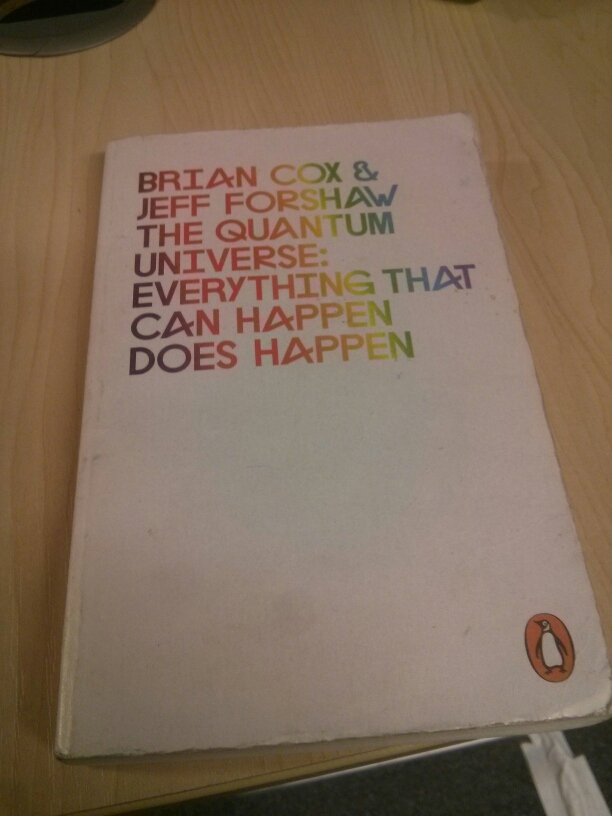 BRIAN COX &
JEFF FORSHAW
THE QUANTUM
UNIVERSE:
EVERYTHING THAT
CAN HAPPEN
DOES HAPPEN